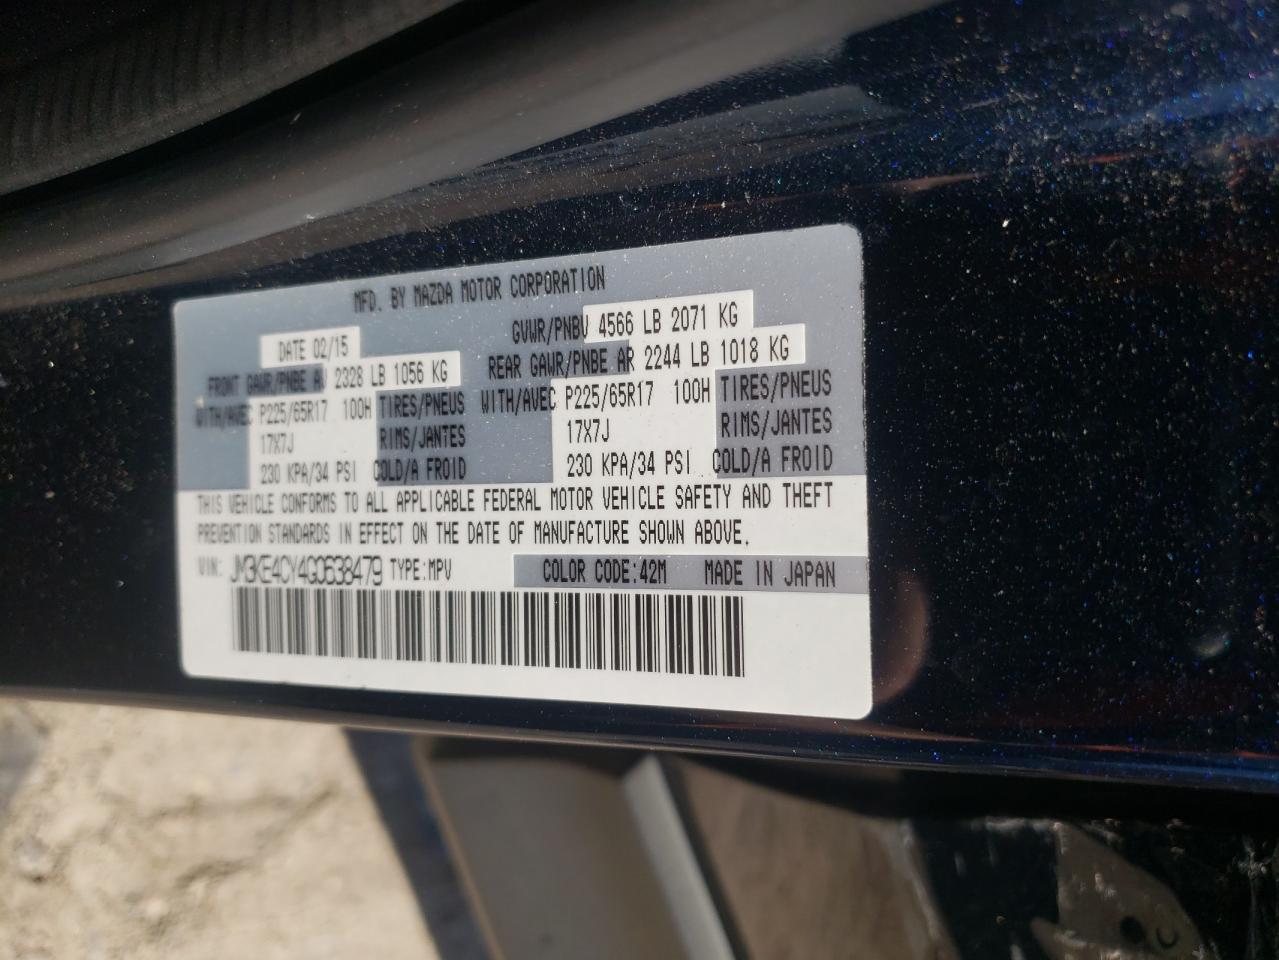 MFD. BY MAZDA MOTOR CORPORATION
DATE 02/15 GVWR/PNBV 4566 LB 2071 KG
FRONT GAWR/PNBE AV 2328 LB 1056 KG REAR GAWR/PNBE AR 2244 LB 1018 KG
WITH/AVEC P225/65R17 100H TIRES/PNEUS WITH/AVEC P225/65R17 100H TIRES/PNEUS
17X7J RIMS/JANTES 17X7J RIMS/JANTES
230 KPA/34 PSI COLD/A FROID 230 KPA/34 PSI COLD/A FROID
THIS VEHICLE CONFORMS TO ALL APPLICABLE FEDERAL MOTOR VEHICLE SAFETY AND THEFT
PREVENTION STANDARDS IN EFFECT ON THE DATE OF MANUFACTURE SHOWN ABOVE.
VIN: JM3KE4CY4G0638479 TYPE:MPV COLOR CODE:42M MADE IN JAPAN